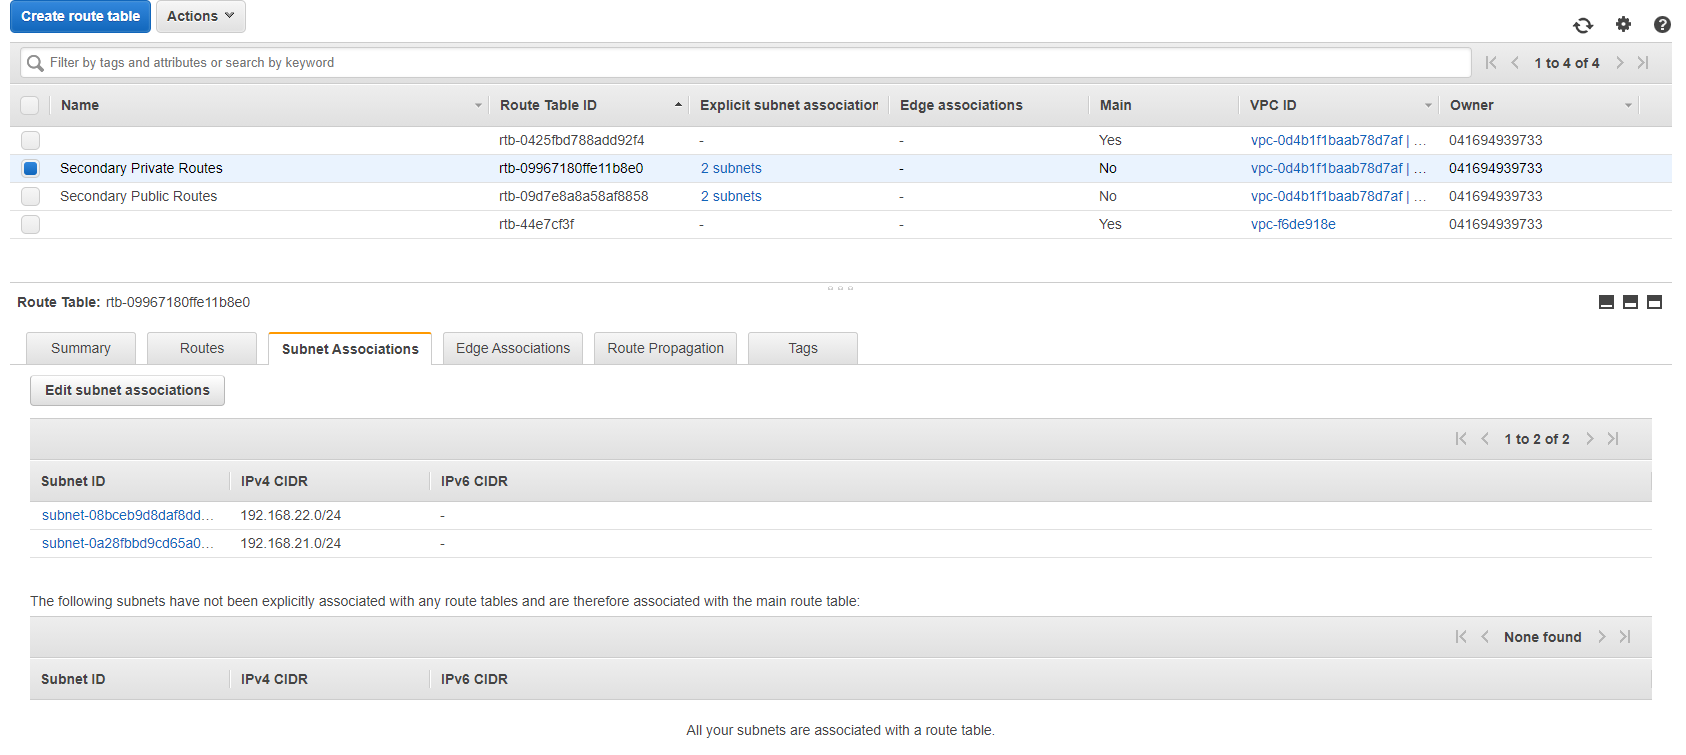 Create route table Actions
Filter by tags and attributes or search by keyword 1 to 4 of 4
Name Route Table ID Explicit subnet association Edge associations Main VPC ID Owner
rtb-0425fbd788add92f4 - - Yes vpc-0d4b1f1baab78d7af | ... 041694939733
Secondary Private Routes rtb-09967180ffe11b8e0 2 subnets - No vpc-0d4b1f1baab78d7af | ... 041694939733
Secondary Public Routes rtb-09d7e8a8a58af8858 2 subnets - No vpc-0d4b1f1baab78d7af | ... 041694939733
rtb-44e7cf3f - - Yes vpc-f6de918e 041694939733
Route Table: rtb-09967180ffe11b8e0
Summary Routes Subnet Associations Edge Associations Route Propagation Tags
Edit subnet associations
1 to 2 of 2
Subnet ID IPv4 CIDR IPv6 CIDR
subnet-08bceb9d8daf8dd... 192.168.22.0/24 -
subnet-0a28fbbd9cd65a0... 192.168.21.0/24 -
The following subnets have not been explicitly associated with any route tables and are therefore associated with the main route table:
None found
Subnet ID IPv4 CIDR IPv6 CIDR
All your subnets are associated with a route table.